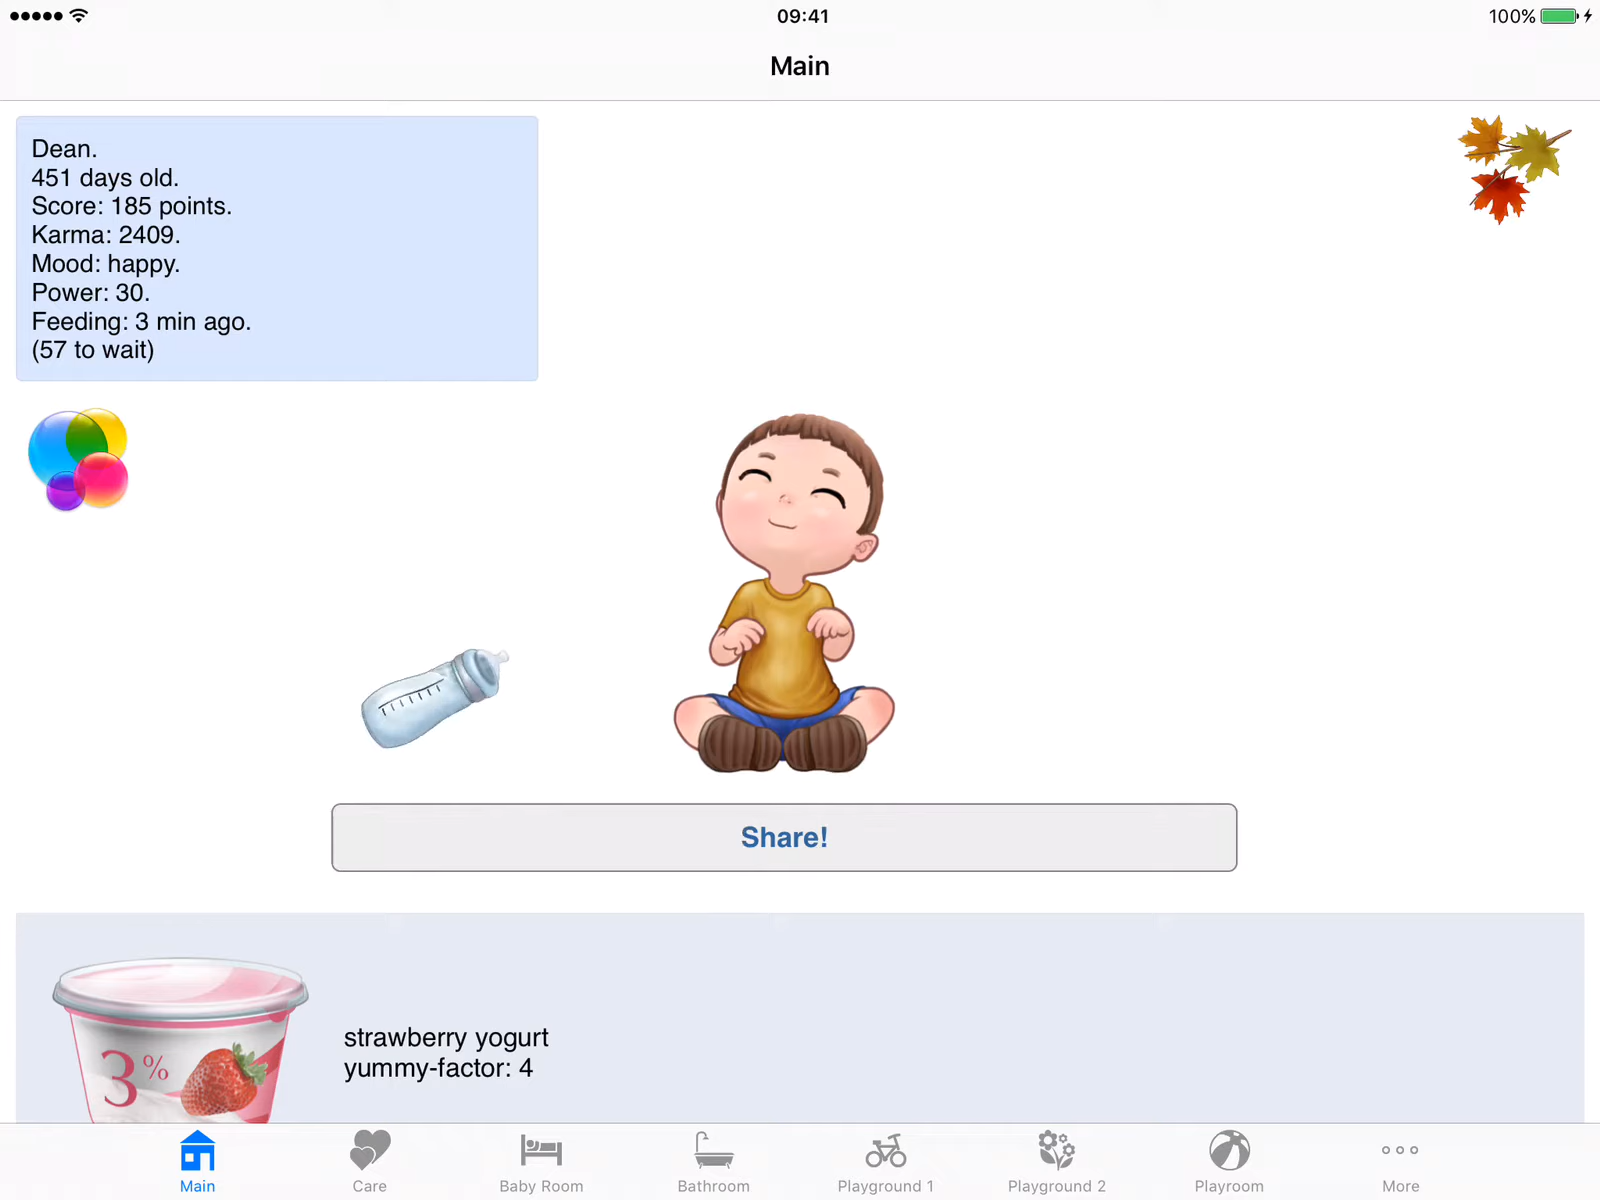 09:41
100%
Main
Dean.
451 days old.
Score: 185 points.
Karma: 2409.
Mood: happy.
Power: 30.
Feeding: 3 min ago.
(57 to wait)
Share!
3%
strawberry yogurt
yummy-factor: 4
Main
Care
Baby Room
Bathroom
Playground 1
Playground 2
Playroom
More